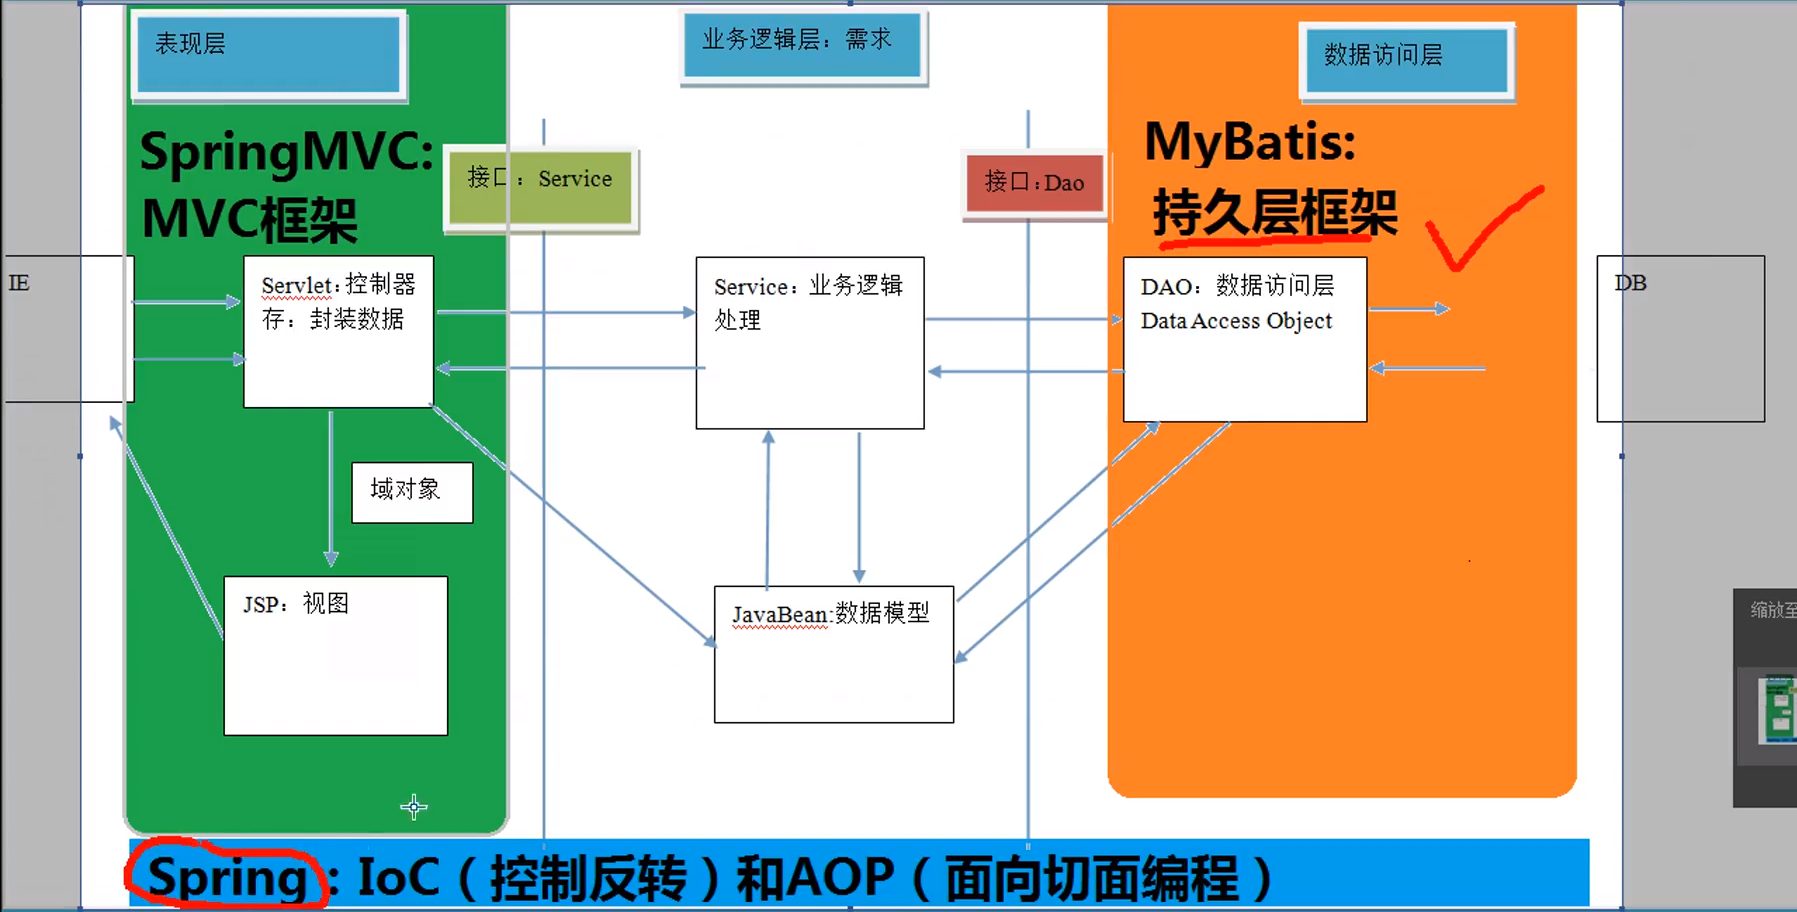 表现层
业务逻辑层：需求
数据访问层
SpringMVC:
MVC框架
接口：Service
接口:Dao
MyBatis:
持久层框架
IE
Servlet:控制器
存：封装数据
Service：业务逻辑
处理
DAO：数据访问层
Data Access Object
DB
域对象
JSP：视图
JavaBean:数据模型
缩放至
Spring：IoC（控制反转）和AOP（面向切面编程）